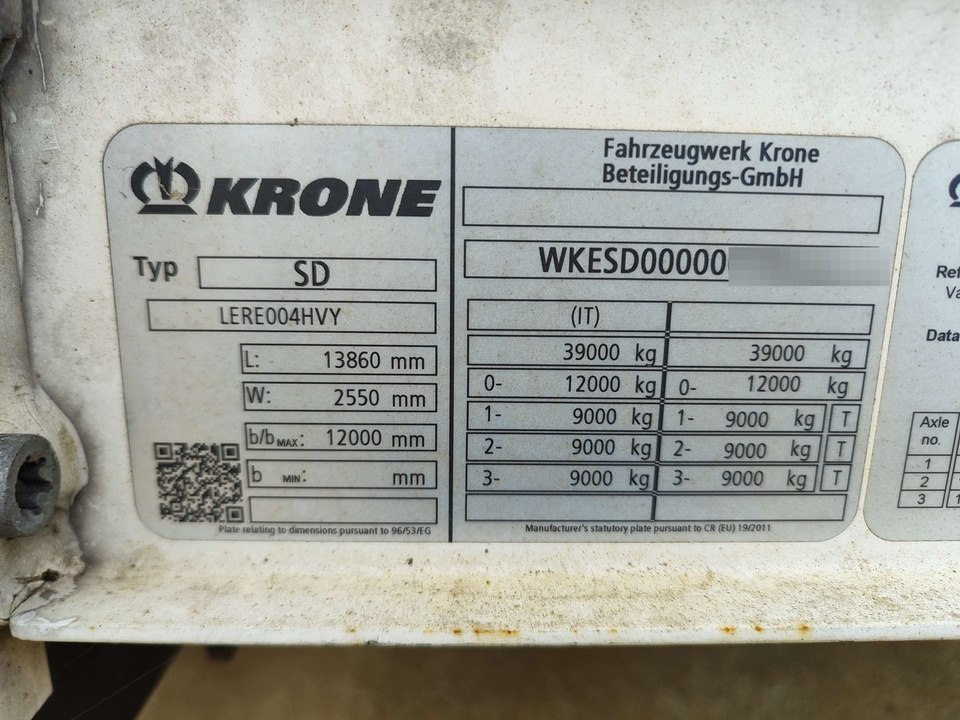 KRONE
Typ SD
LERE004HVY
L: 13860 mm
W: 2550 mm
b/b MAX: 12000 mm
b MIN: mm
Plate relating to dimensions pursuant to 96/53/EG
Fahrzeugwerk Krone
Beteiligungs-GmbH
WKESD00000
(IT)
39000 kg 39000 kg
0- 12000 kg 0- 12000 kg
1- 9000 kg 1- 9000 kg T
2- 9000 kg 2- 9000 kg T
3- 9000 kg 3- 9000 kg T
Manufacturer's statutory plate pursuant to CR (EU) 19/2011
Data
Axle
no.
1
2
3